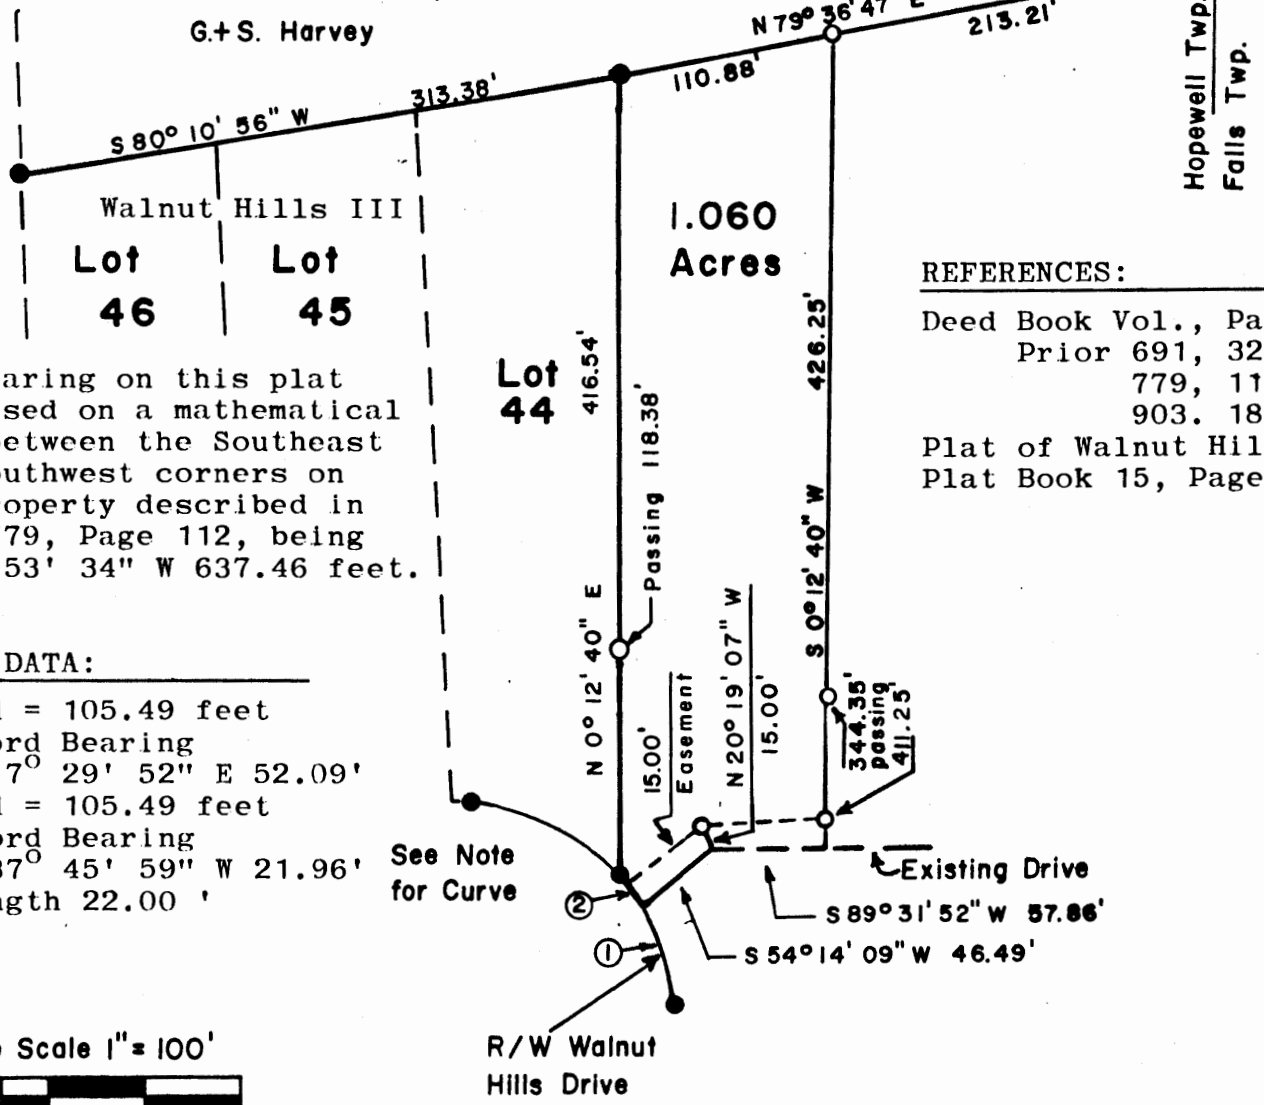 G.+S. Harvey
N 79° 36' 47" E
213.21'
110.88'
313.38'
S 80° 10' 56" W
Hopewell Twp.
Falls Twp.
Walnut Hills III
Lot
46
Lot
45
Lot
44
1.060
Acres
416.54'
Passing 118.38'
N 0° 12' 40" E
426.25'
S 0° 12' 40" W
REFERENCES:
Deed Book Vol., Pa
Prior 691, 32
779, 11
903. 18
Plat of Walnut Hil
Plat Book 15, Page
aring on this plat
sed on a mathematical
etween the Southeast
uthwest corners on
operty described in
79, Page 112, being
53' 34" W 637.46 feet.
DATA:
= 105.49 feet
ord Bearing
7° 29' 52" E 52.09'
= 105.49 feet
ord Bearing
37° 45' 59" W 21.96'
ngth 22.00 '
15.00'
Easement
N 20° 19' 07" W
15.00'
344.35'
passing
411.25'
See Note
for Curve
②
①
Existing Drive
S 89° 31' 52" W 57.86'
S 54° 14' 09" W 46.49'
R/W Walnut
Hills Drive
Scale 1" = 100'